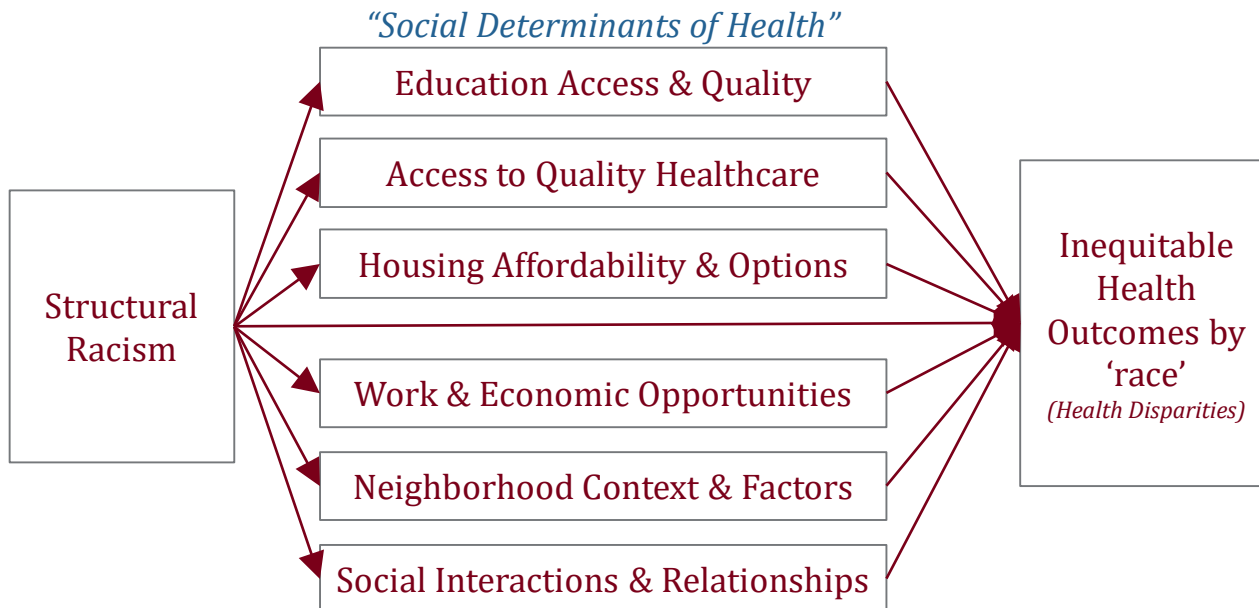 “Social Determinants of Health”
Education Access & Quality
Access to Quality Healthcare
Housing Affordability & Options
Structural
Racism
Work & Economic Opportunities
Neighborhood Context & Factors
Social Interactions & Relationships
Inequitable
Health
Outcomes by
‘race’
(Health Disparities)